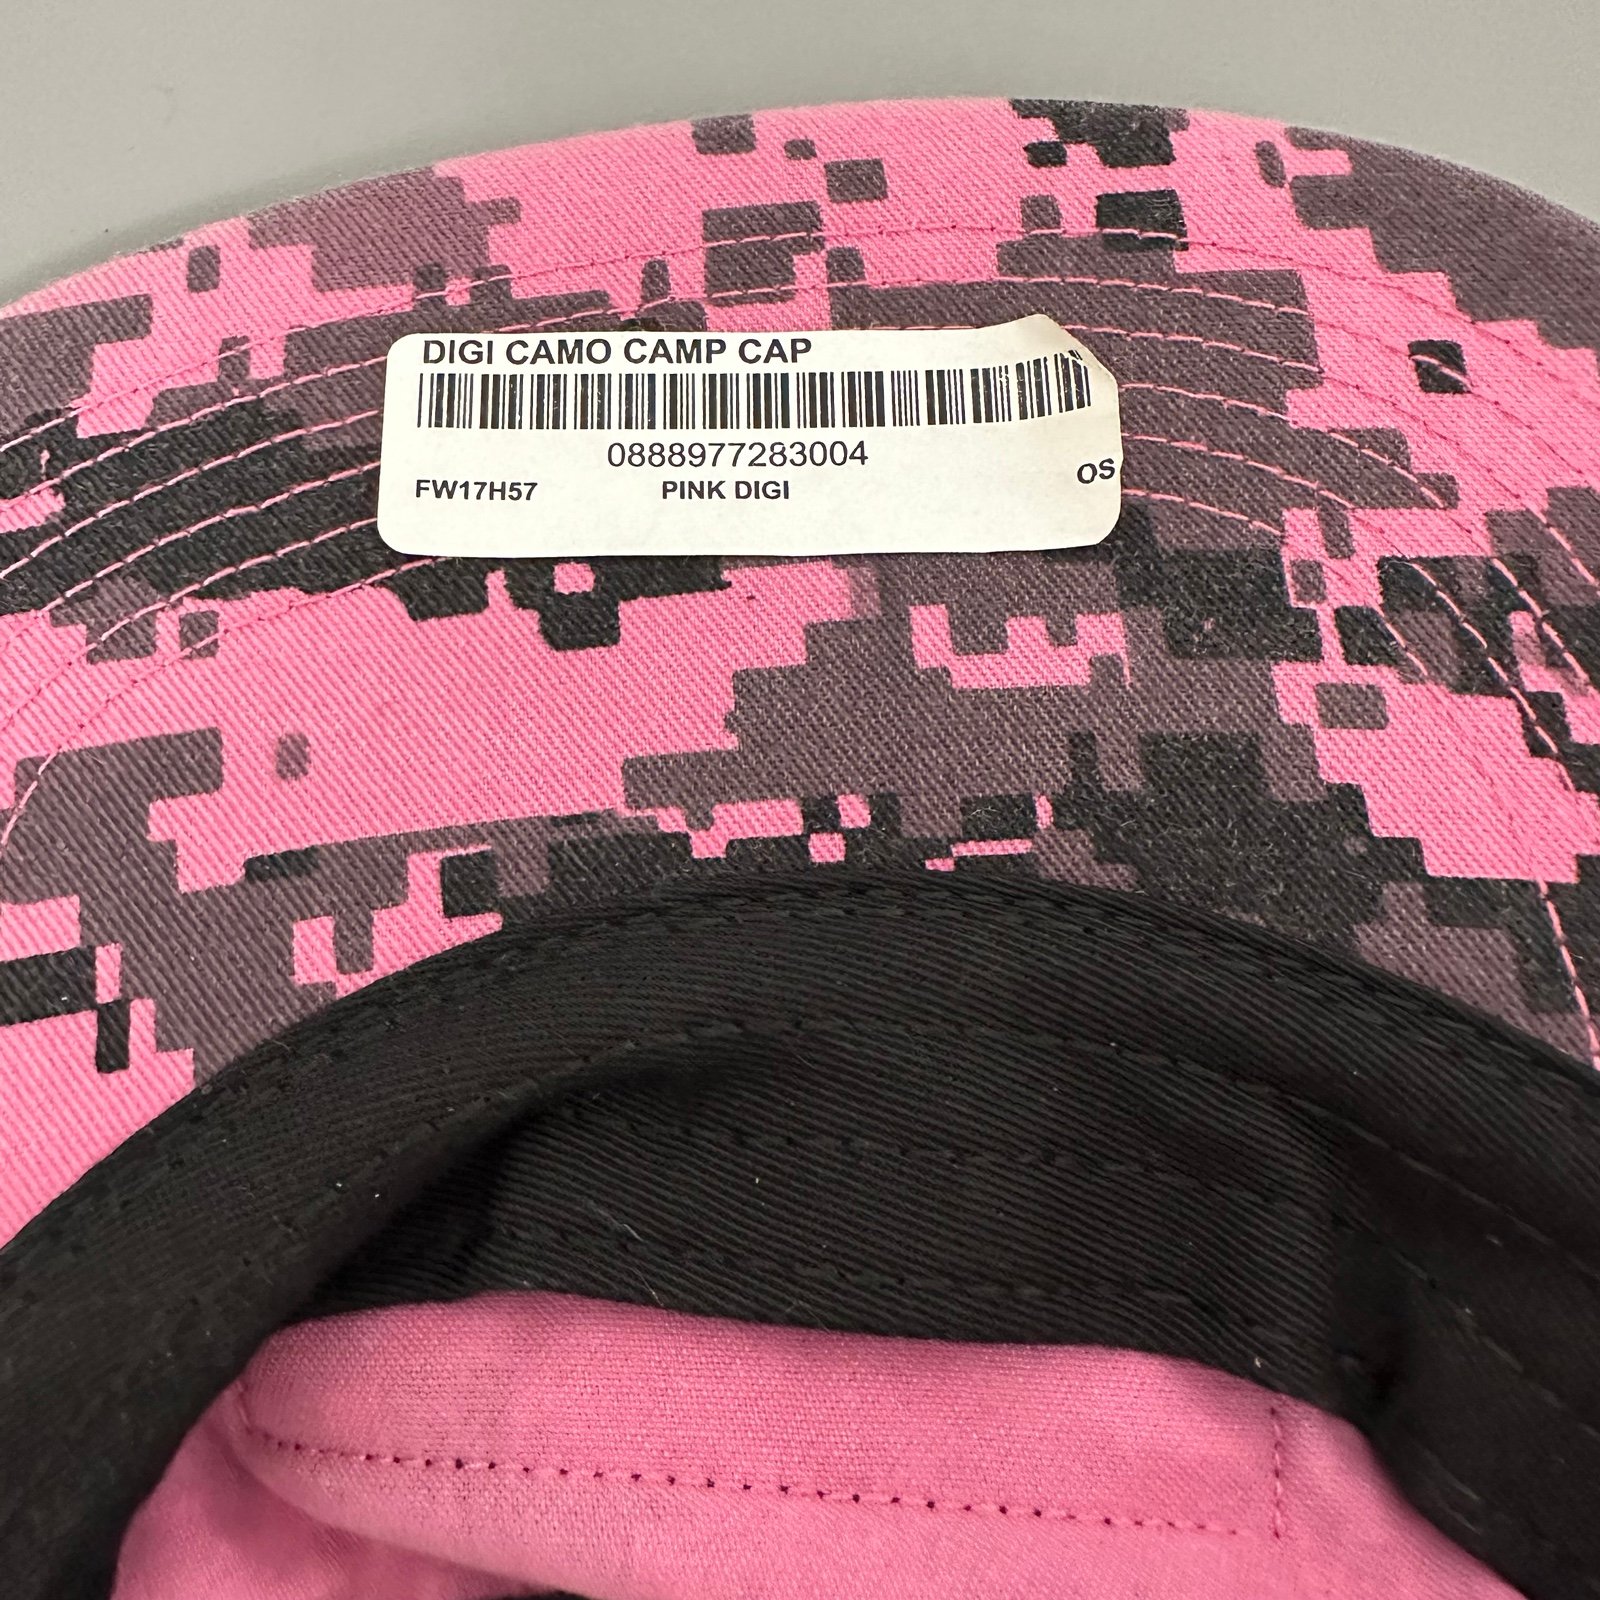 DIGI CAMO CAMP CAP
0888977283004
FW17H57 PINK DIGI OS